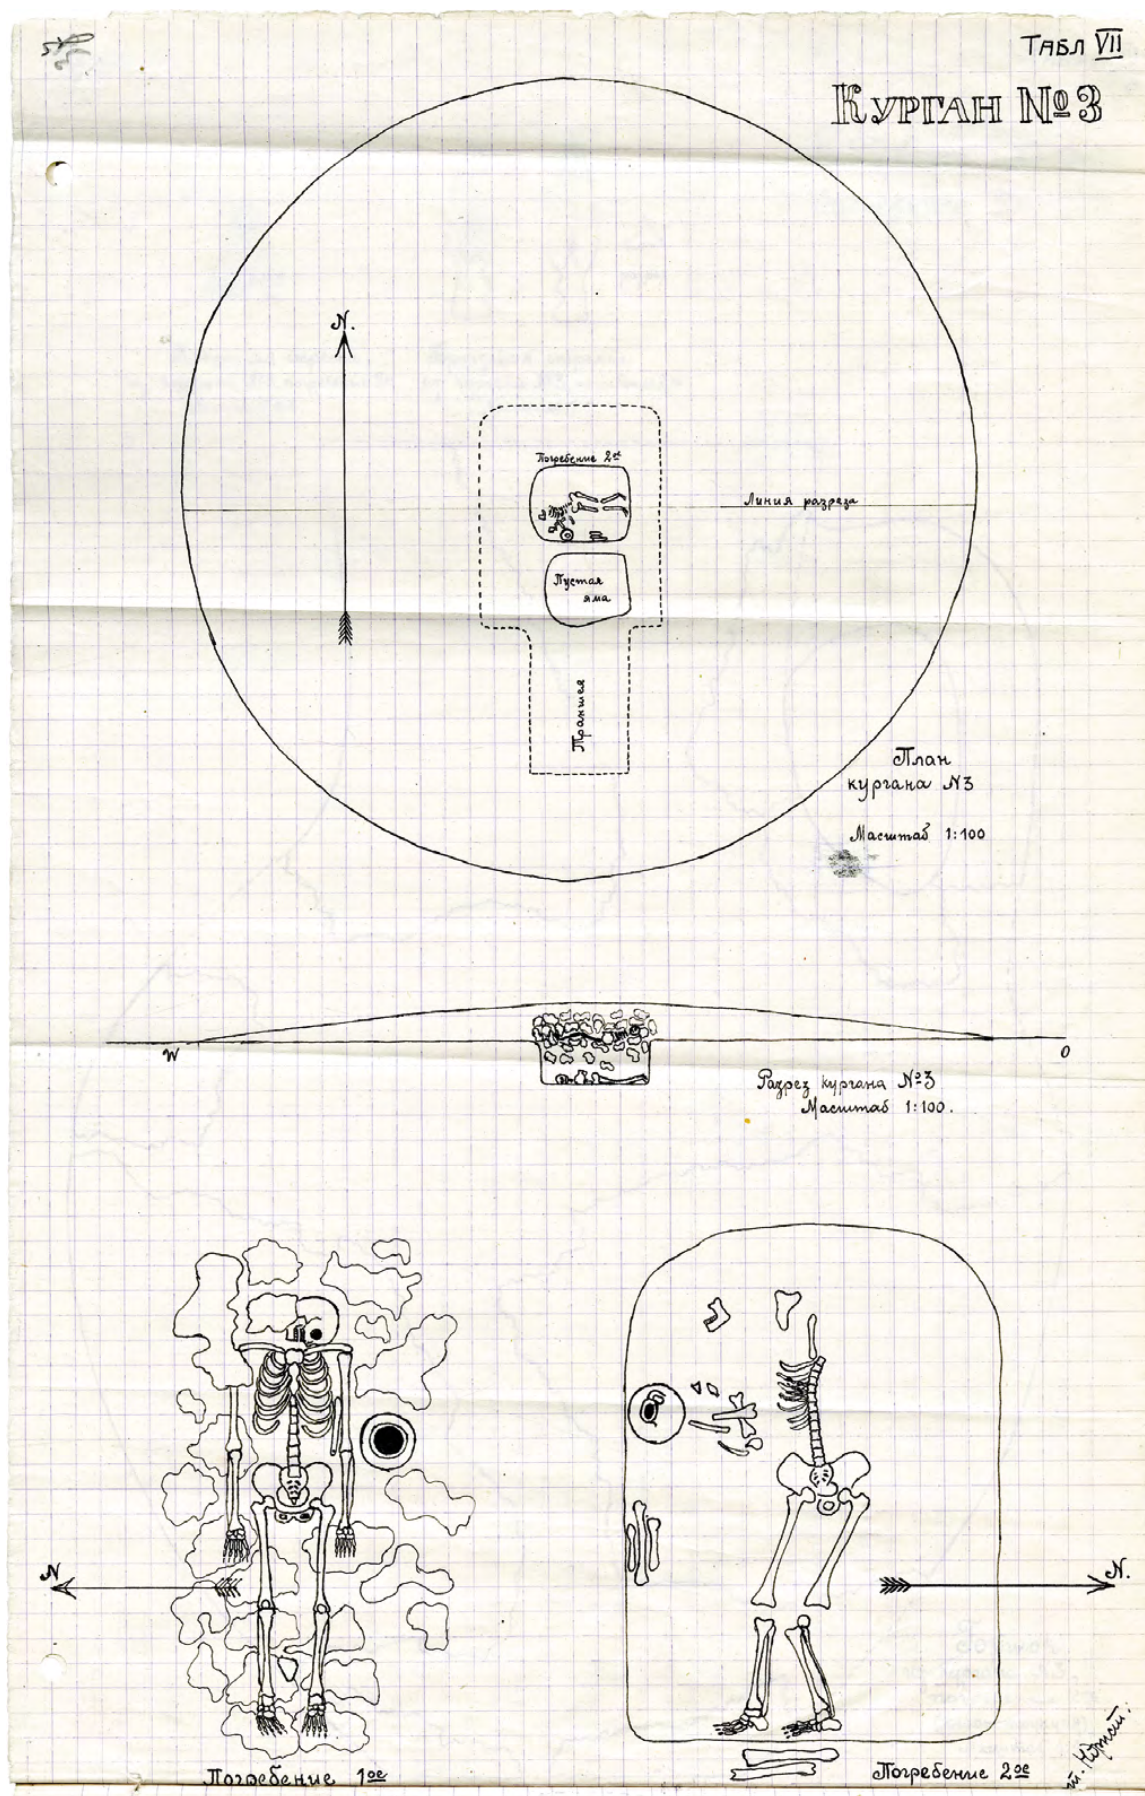 ТАБЛ VII
КУРГАН №3
N.
Погребение 2ое
Линия разреза
Пустая
яма
Траншея
План
кургана N3
Масштаб 1:100
W
O
Разрез кургана №3
Масштаб 1:100.
N
N.
Погребение 1ое
Погребение 2ое